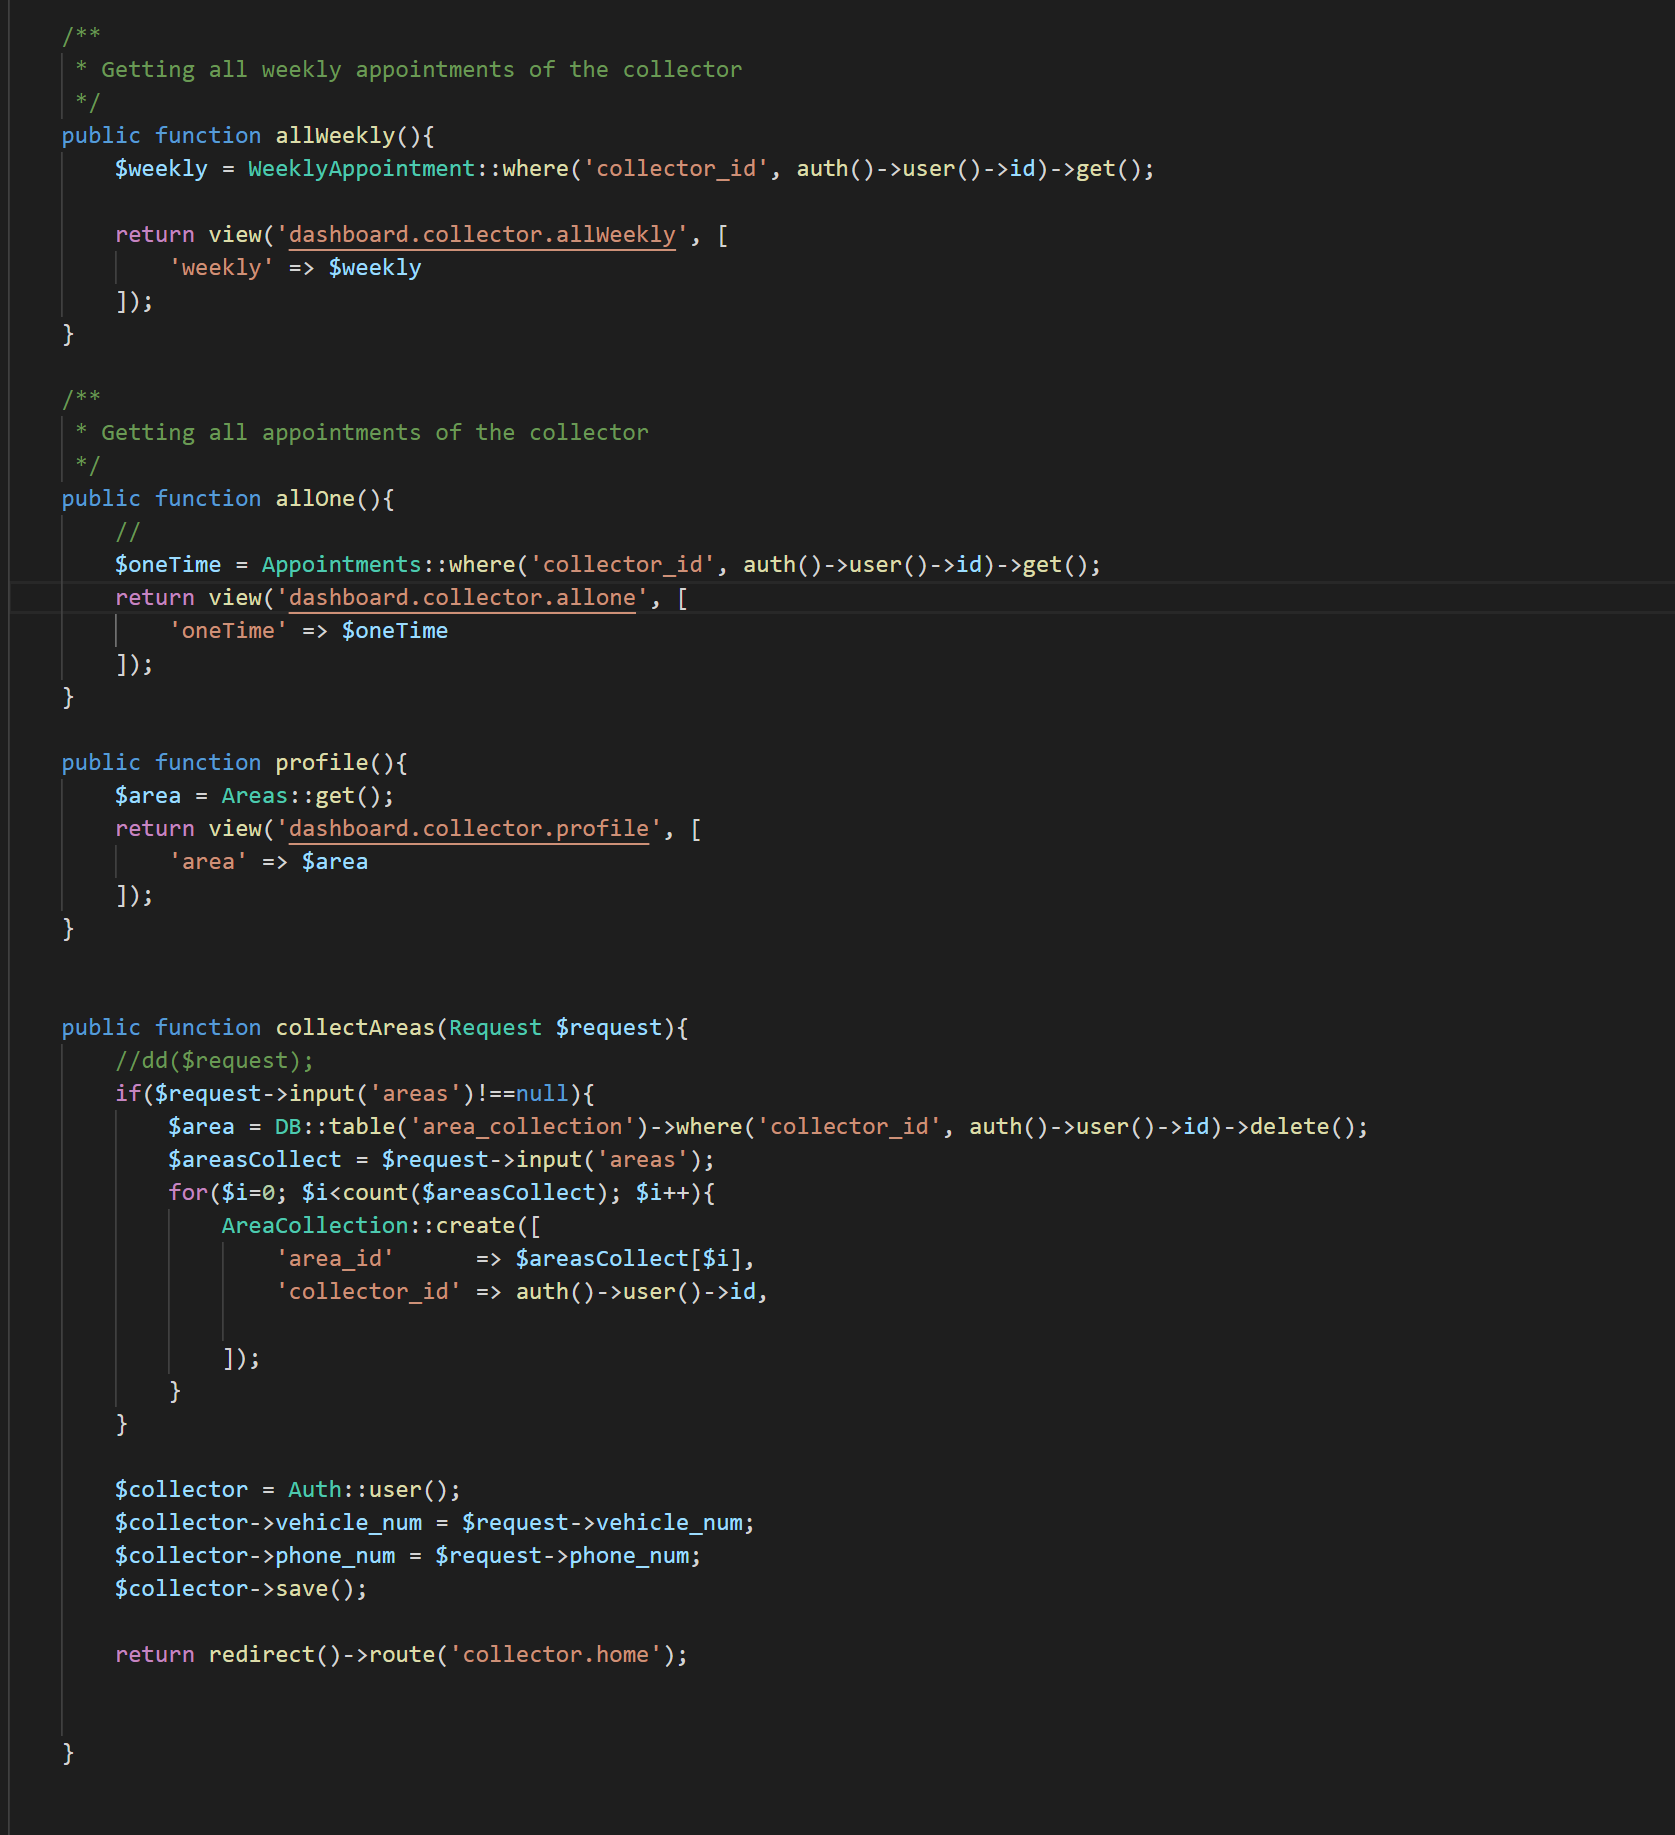 /**
 * Getting all weekly appointments of the collector
 */
public function allWeekly(){
    $weekly = WeeklyAppointment::where('collector_id', auth()->user()->id)->get();
    return view('dashboard.collector.allWeekly', [
        'weekly' => $weekly
    ]);
}
/**
 * Getting all appointments of the collector
 */
public function allOne(){
    //
    $oneTime = Appointments::where('collector_id', auth()->user()->id)->get();
    return view('dashboard.collector.allone', [
        'oneTime' => $oneTime
    ]);
}
public function profile(){
    $area = Areas::get();
    return view('dashboard.collector.profile', [
        'area' => $area
    ]);
}
public function collectAreas(Request $request){
    //dd($request);
    if($request->input('areas')!==null){
        $area = DB::table('area_collection')->where('collector_id', auth()->user()->id)->delete();
        $areasCollect = $request->input('areas');
        for($i=0; $i<count($areasCollect); $i++){
            AreaCollection::create([
                'area_id'      => $areasCollect[$i],
                'collector_id' => auth()->user()->id,
            ]);
        }
    }
    $collector = Auth::user();
    $collector->vehicle_num = $request->vehicle_num;
    $collector->phone_num = $request->phone_num;
    $collector->save();
    return redirect()->route('collector.home');
}